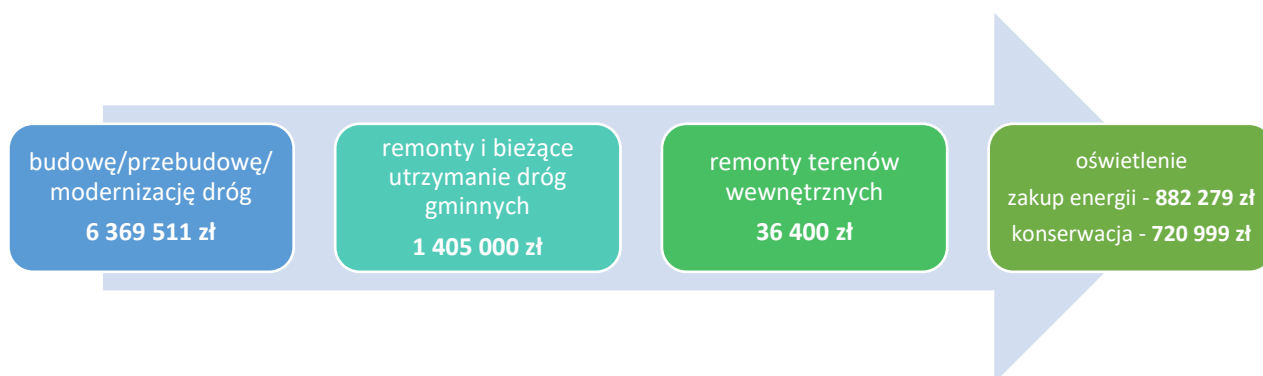 budowę/przebudowę/
modernizację dróg
6 369 511 zł
remonty i bieżące
utrzymanie dróg
gminnych
1 405 000 zł
remonty terenów
wewnętrznych
36 400 zł
oświetlenie
zakup energii - 882 279 zł
konserwacja - 720 999 zł